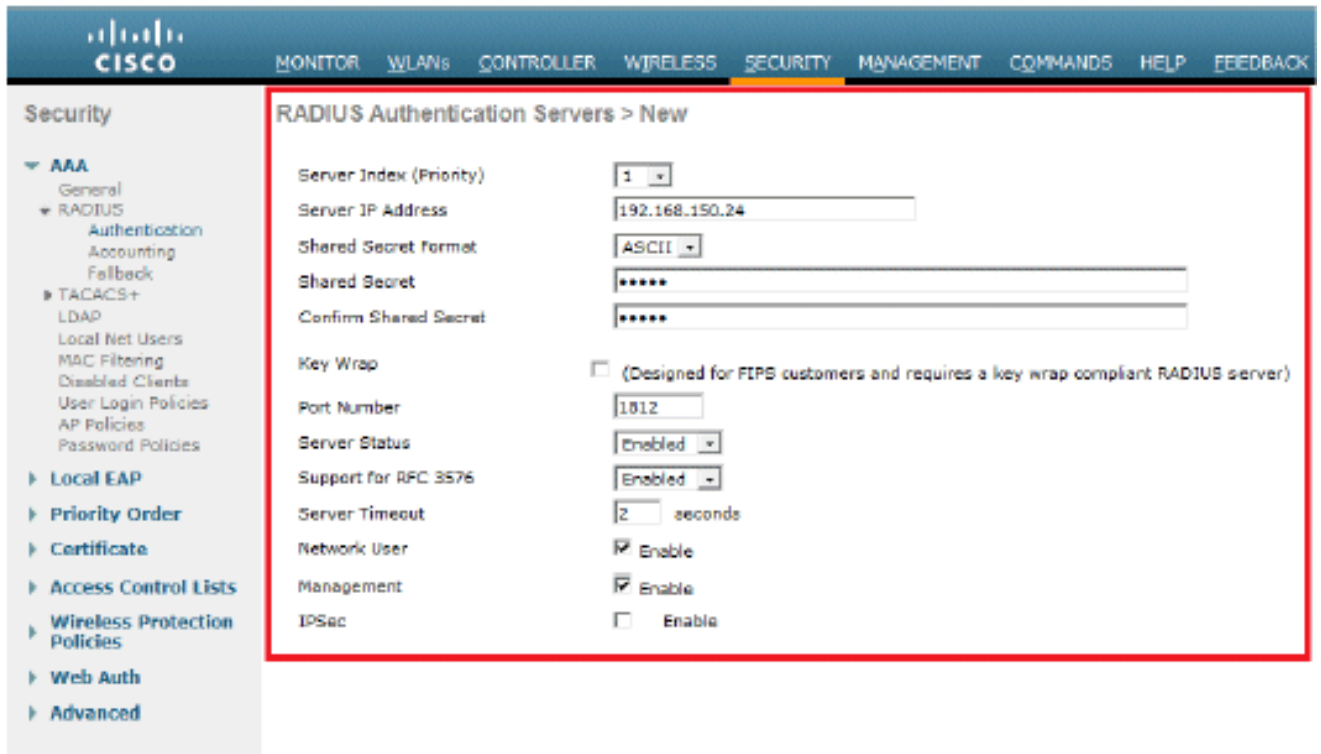 CISCO
MONITOR WLANs CONTROLLER WIRELESS SECURITY MANAGEMENT COMMANDS HELP FEEDBACK
Security
AAA
General
RADIUS
Authentication
Accounting
Fallback
TACACS+
LDAP
Local Net Users
MAC Filtering
Disabled Clients
User Login Policies
AP Policies
Password Policies
Local EAP
Priority Order
Certificate
Access Control Lists
Wireless Protection
Policies
Web Auth
Advanced
RADIUS Authentication Servers > New
Server Index (Priority) 1
Server IP Address 192.168.150.24
Shared Secret Format ASCII
Shared Secret •••••
Confirm Shared Secret •••••
Key Wrap (Designed for FIPS customers and requires a key wrap compliant RADIUS server)
Port Number 1812
Server Status Enabled
Support for RFC 3576 Enabled
Server Timeout 2 seconds
Network User Enable
Management Enable
IPSec Enable